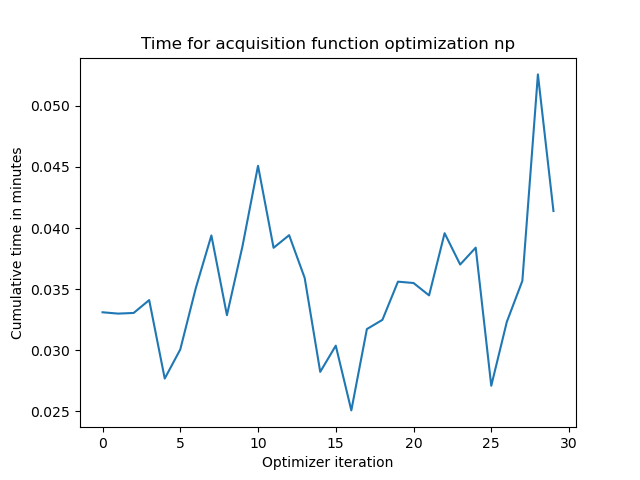 Time for acquisition function optimization np
0.050
0.045
0.040
0.035
0.030
0.025
Cumulative time in minutes
0 5 10 15 20 25 30
Optimizer iteration